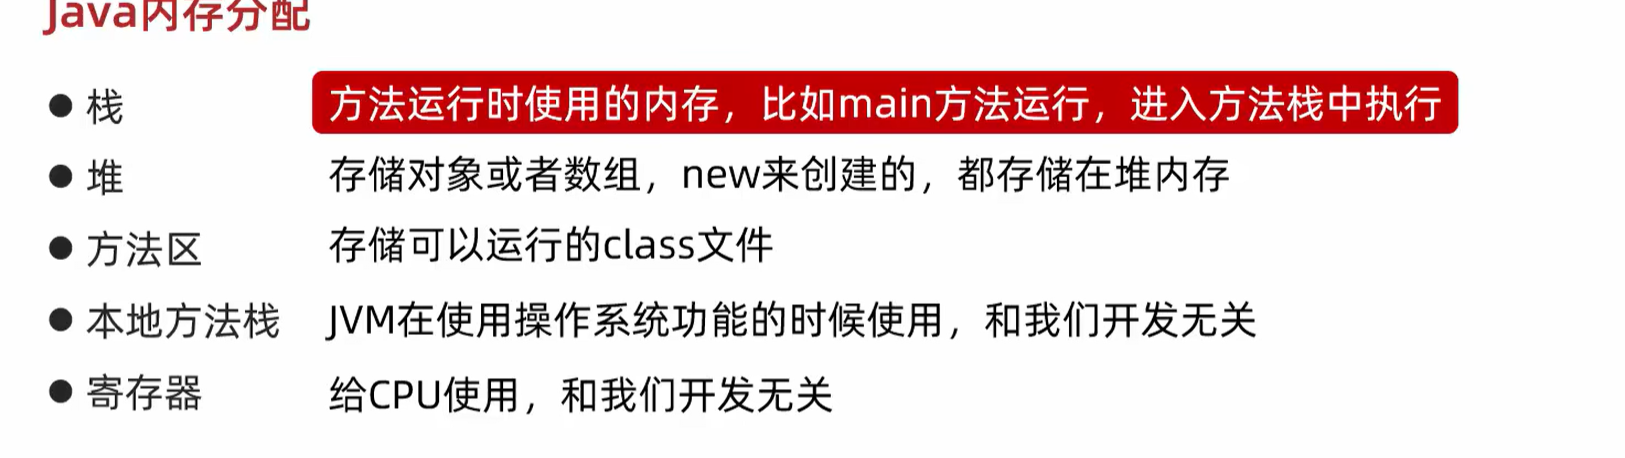 Java内存分配
● 栈 方法运行时使用的内存，比如main方法运行，进入方法栈中执行
● 堆 存储对象或者数组，new来创建的，都存储在堆内存
● 方法区 存储可以运行的class文件
● 本地方法栈 JVM在使用操作系统功能的时候使用，和我们开发无关
● 寄存器 给CPU使用，和我们开发无关